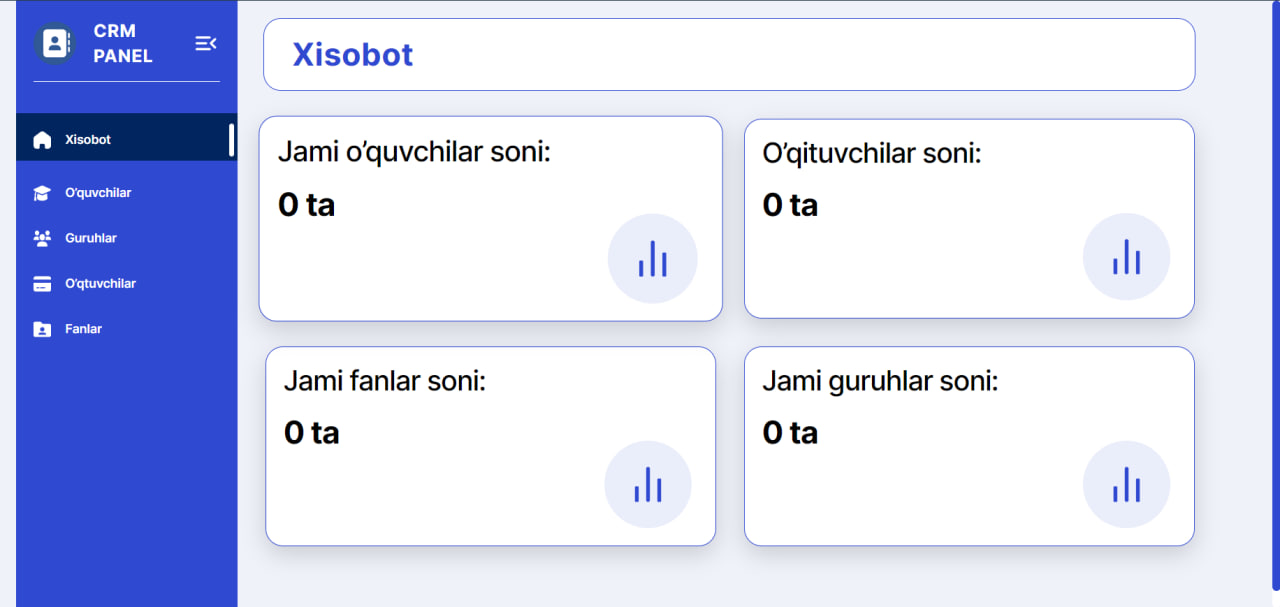 CRM
PANEL
Xisobot
O’quvchilar
Guruhlar
O’qtuvchilar
Fanlar
Xisobot
Jami o’quvchilar soni:
0 ta
O’qituvchilar soni:
0 ta
Jami fanlar soni:
0 ta
Jami guruhlar soni:
0 ta